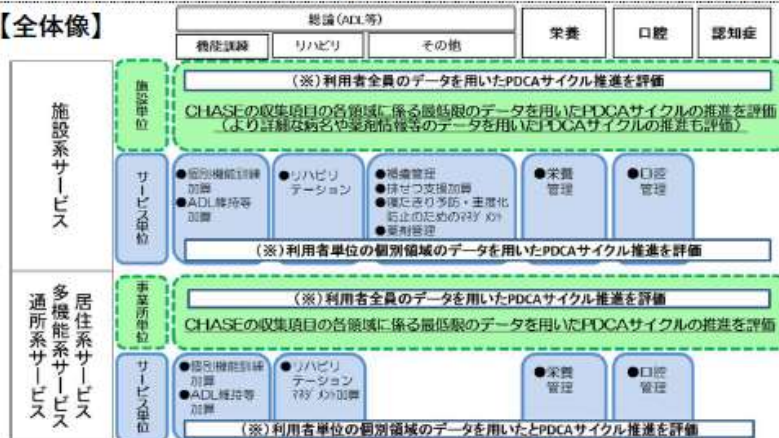 【全体像】
総論(ADL等)
栄養
口腔
認知症
機能訓練
リハビリ
その他
施設系サービス
施設単位
(※)利用者全員のデータを用いたPDCAサイクル推進を評価
CHASEの収集項目の各領域に係る最低限のデータを用いたPDCAサイクルの推進を評価
(より詳細な病名や薬剤情報等のデータを用いたPDCAサイクルの推進も評価)
サービス単位
●個別機能訓練
加算
●ADL維持等
加算
●リハビリ
テーション
●褥瘡管理
●排せつ支援加算
●寝たきり予防・重度化
防止のためのマネジメント
●薬剤管理
●栄養
管理
●口腔
管理
(※)利用者単位の個別領域のデータを用いたPDCAサイクル推進を評価
居住系サービス
多機能系サービス
通所系サービス
事業所単位
(※)利用者全員のデータを用いたPDCAサイクル推進を評価
CHASEの収集項目の各領域に係る最低限のデータを用いたPDCAサイクルの推進を評価
サービス単位
●個別機能訓練
加算
●ADL維持等
加算
●リハビリ
テーション
マネジメント加算
●栄養
管理
●口腔
管理
(※)利用者単位の個別領域のデータを用いたとPDCAサイクル推進を評価